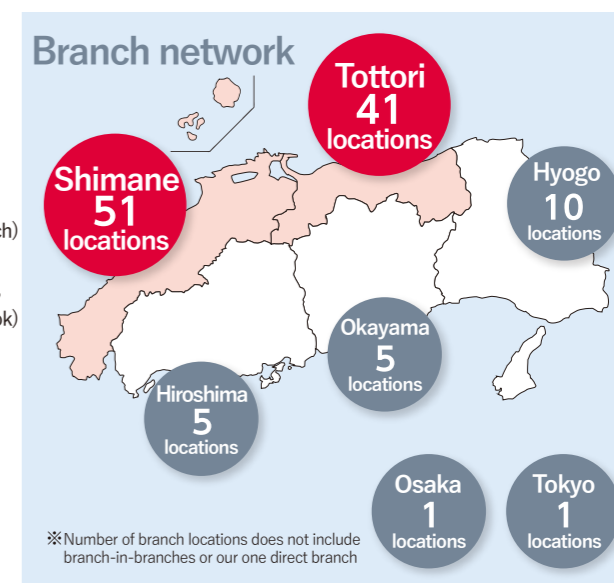 Branch network
Tottori
41
locations
Shimane
51
locations
Hyogo
10
locations
ch)
ok)
Okayama
5
locations
Hiroshima
5
locations
Osaka
1
locations
Tokyo
1
locations
※Number of branch locations does not include
branch-in-branches or our one direct branch